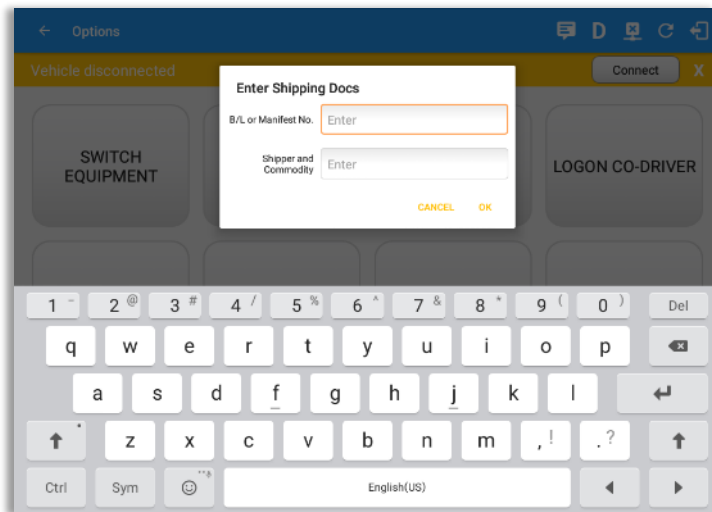 Options
D
Vehicle disconnected
Connect
X
Enter Shipping Docs
B/L or Manifest No.
Enter
Shipper and
Commodity
Enter
CANCEL
OK
SWITCH
EQUIPMENT
LOGON CO-DRIVER
1 - 2 @ 3 # 4 / 5 % 6 ^ 7 & 8 * 9 ( 0 ) Del
q w e r t y u i o p
a s d f g h j k l
z x c v b n m , ! . ?
Ctrl Sym English(US)